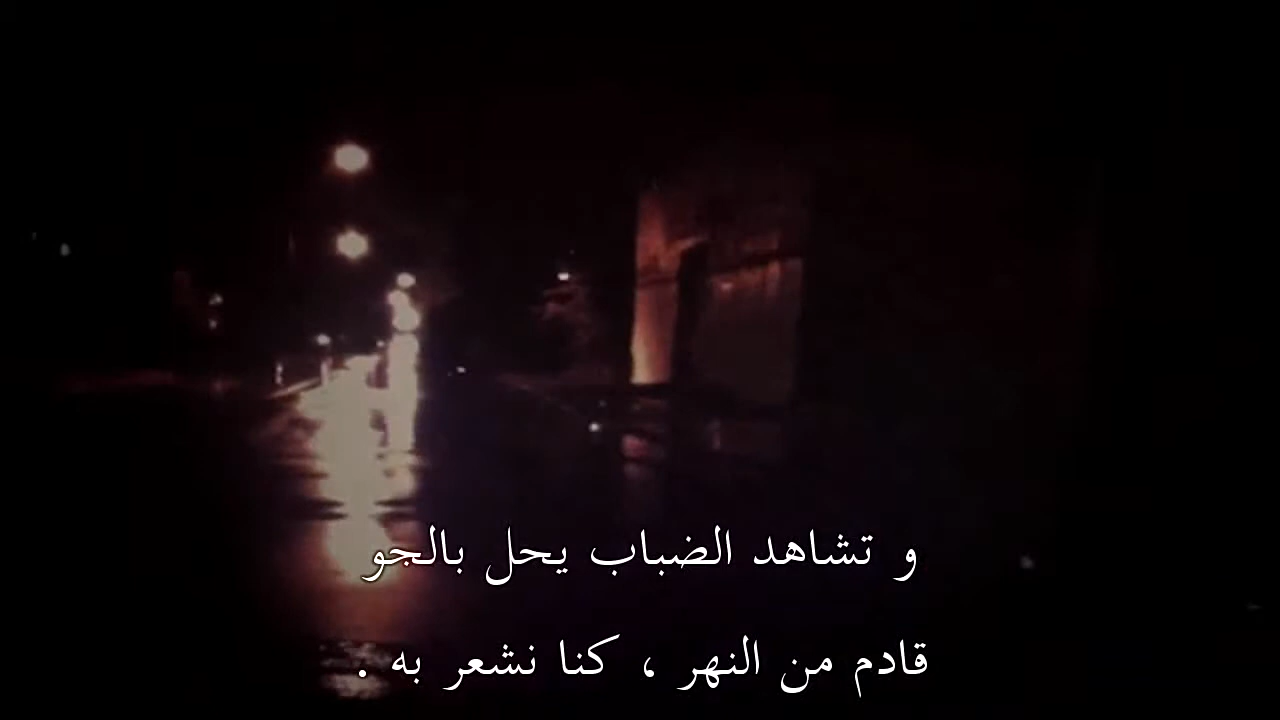 و تشاهد الضباب يحل بالجو
قادم من النهر ، كنا نشعر به .